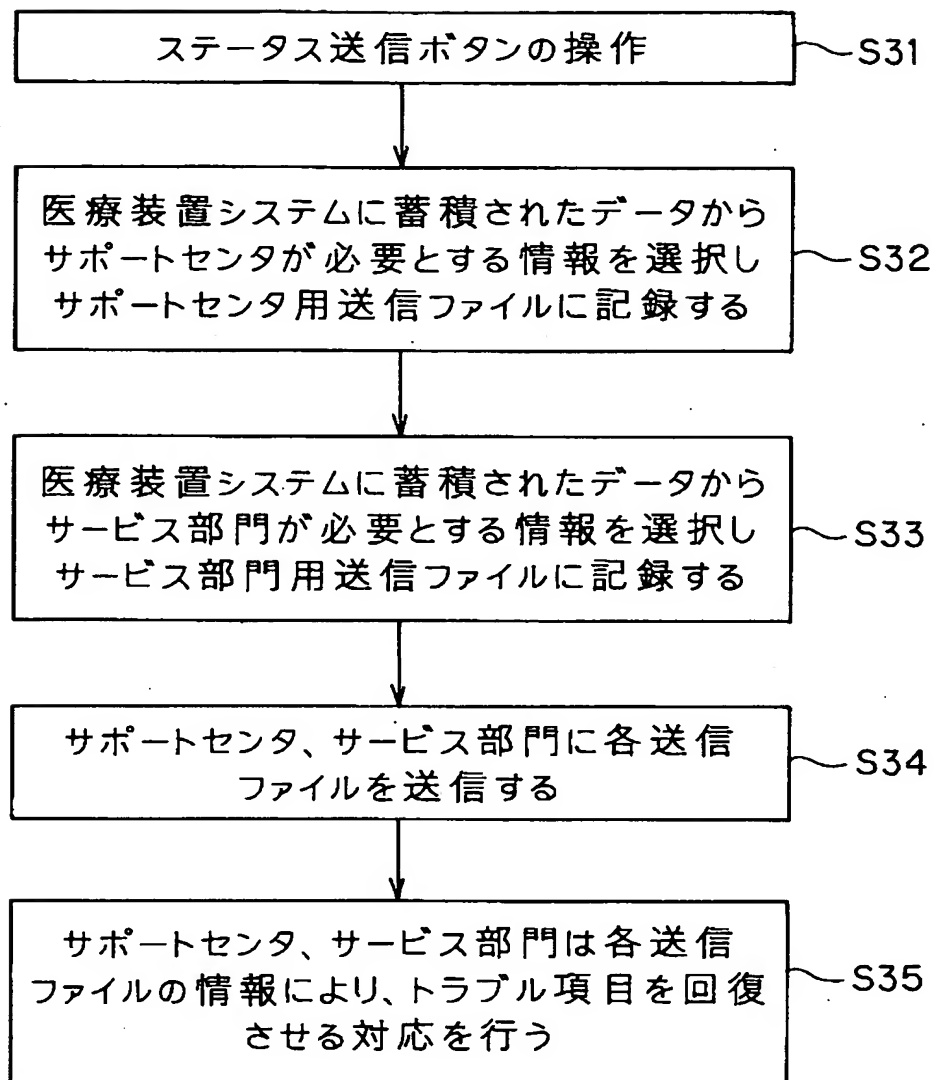 ステータス送信ボタンの操作
S31
医療装置システムに蓄積されたデータから
サポートセンタが必要とする情報を選択し
サポートセンタ用送信ファイルに記録する
S32
医療装置システムに蓄積されたデータから
サービス部門が必要とする情報を選択し
サービス部門用送信ファイルに記録する
S33
サポートセンタ、サービス部門に各送信
ファイルを送信する
S34
サポートセンタ、サービス部門は各送信
ファイルの情報により、トラブル項目を回復
させる対応を行う
S35